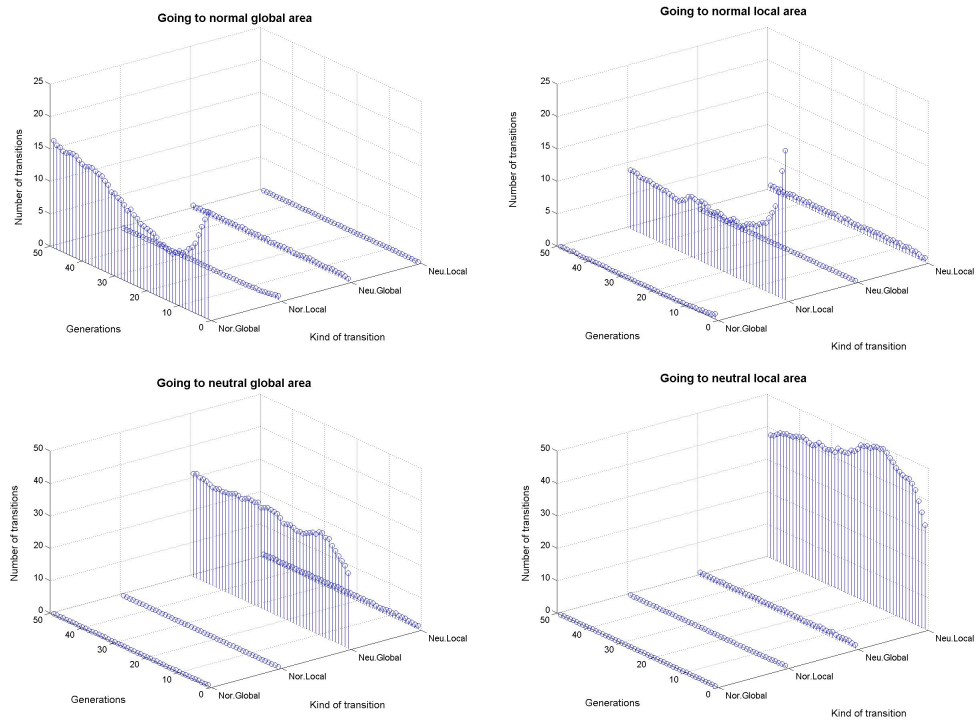 Going to normal global area
25
20
15
10
5
0
Number of transitions
50
40
30
20
10
0
Generations
Nor.Global
Nor.Local
Neu.Global
Neu.Local
Kind of transition
Going to normal local area
25
20
15
10
5
0
Number of transitions
50
40
30
20
10
0
Generations
Nor.Global
Nor.Local
Neu.Global
Neu.Local
Kind of transition
Going to neutral global area
50
40
30
20
10
0
Number of transitions
50
40
30
20
10
0
Generations
Nor.Global
Nor.Local
Neu.Global
Neu.Local
Kind of transition
Going to neutral local area
50
40
30
20
10
0
Number of transitions
50
40
30
20
10
0
Generations
Nor.Global
Nor.Local
Neu.Global
Neu.Local
Kind of transition